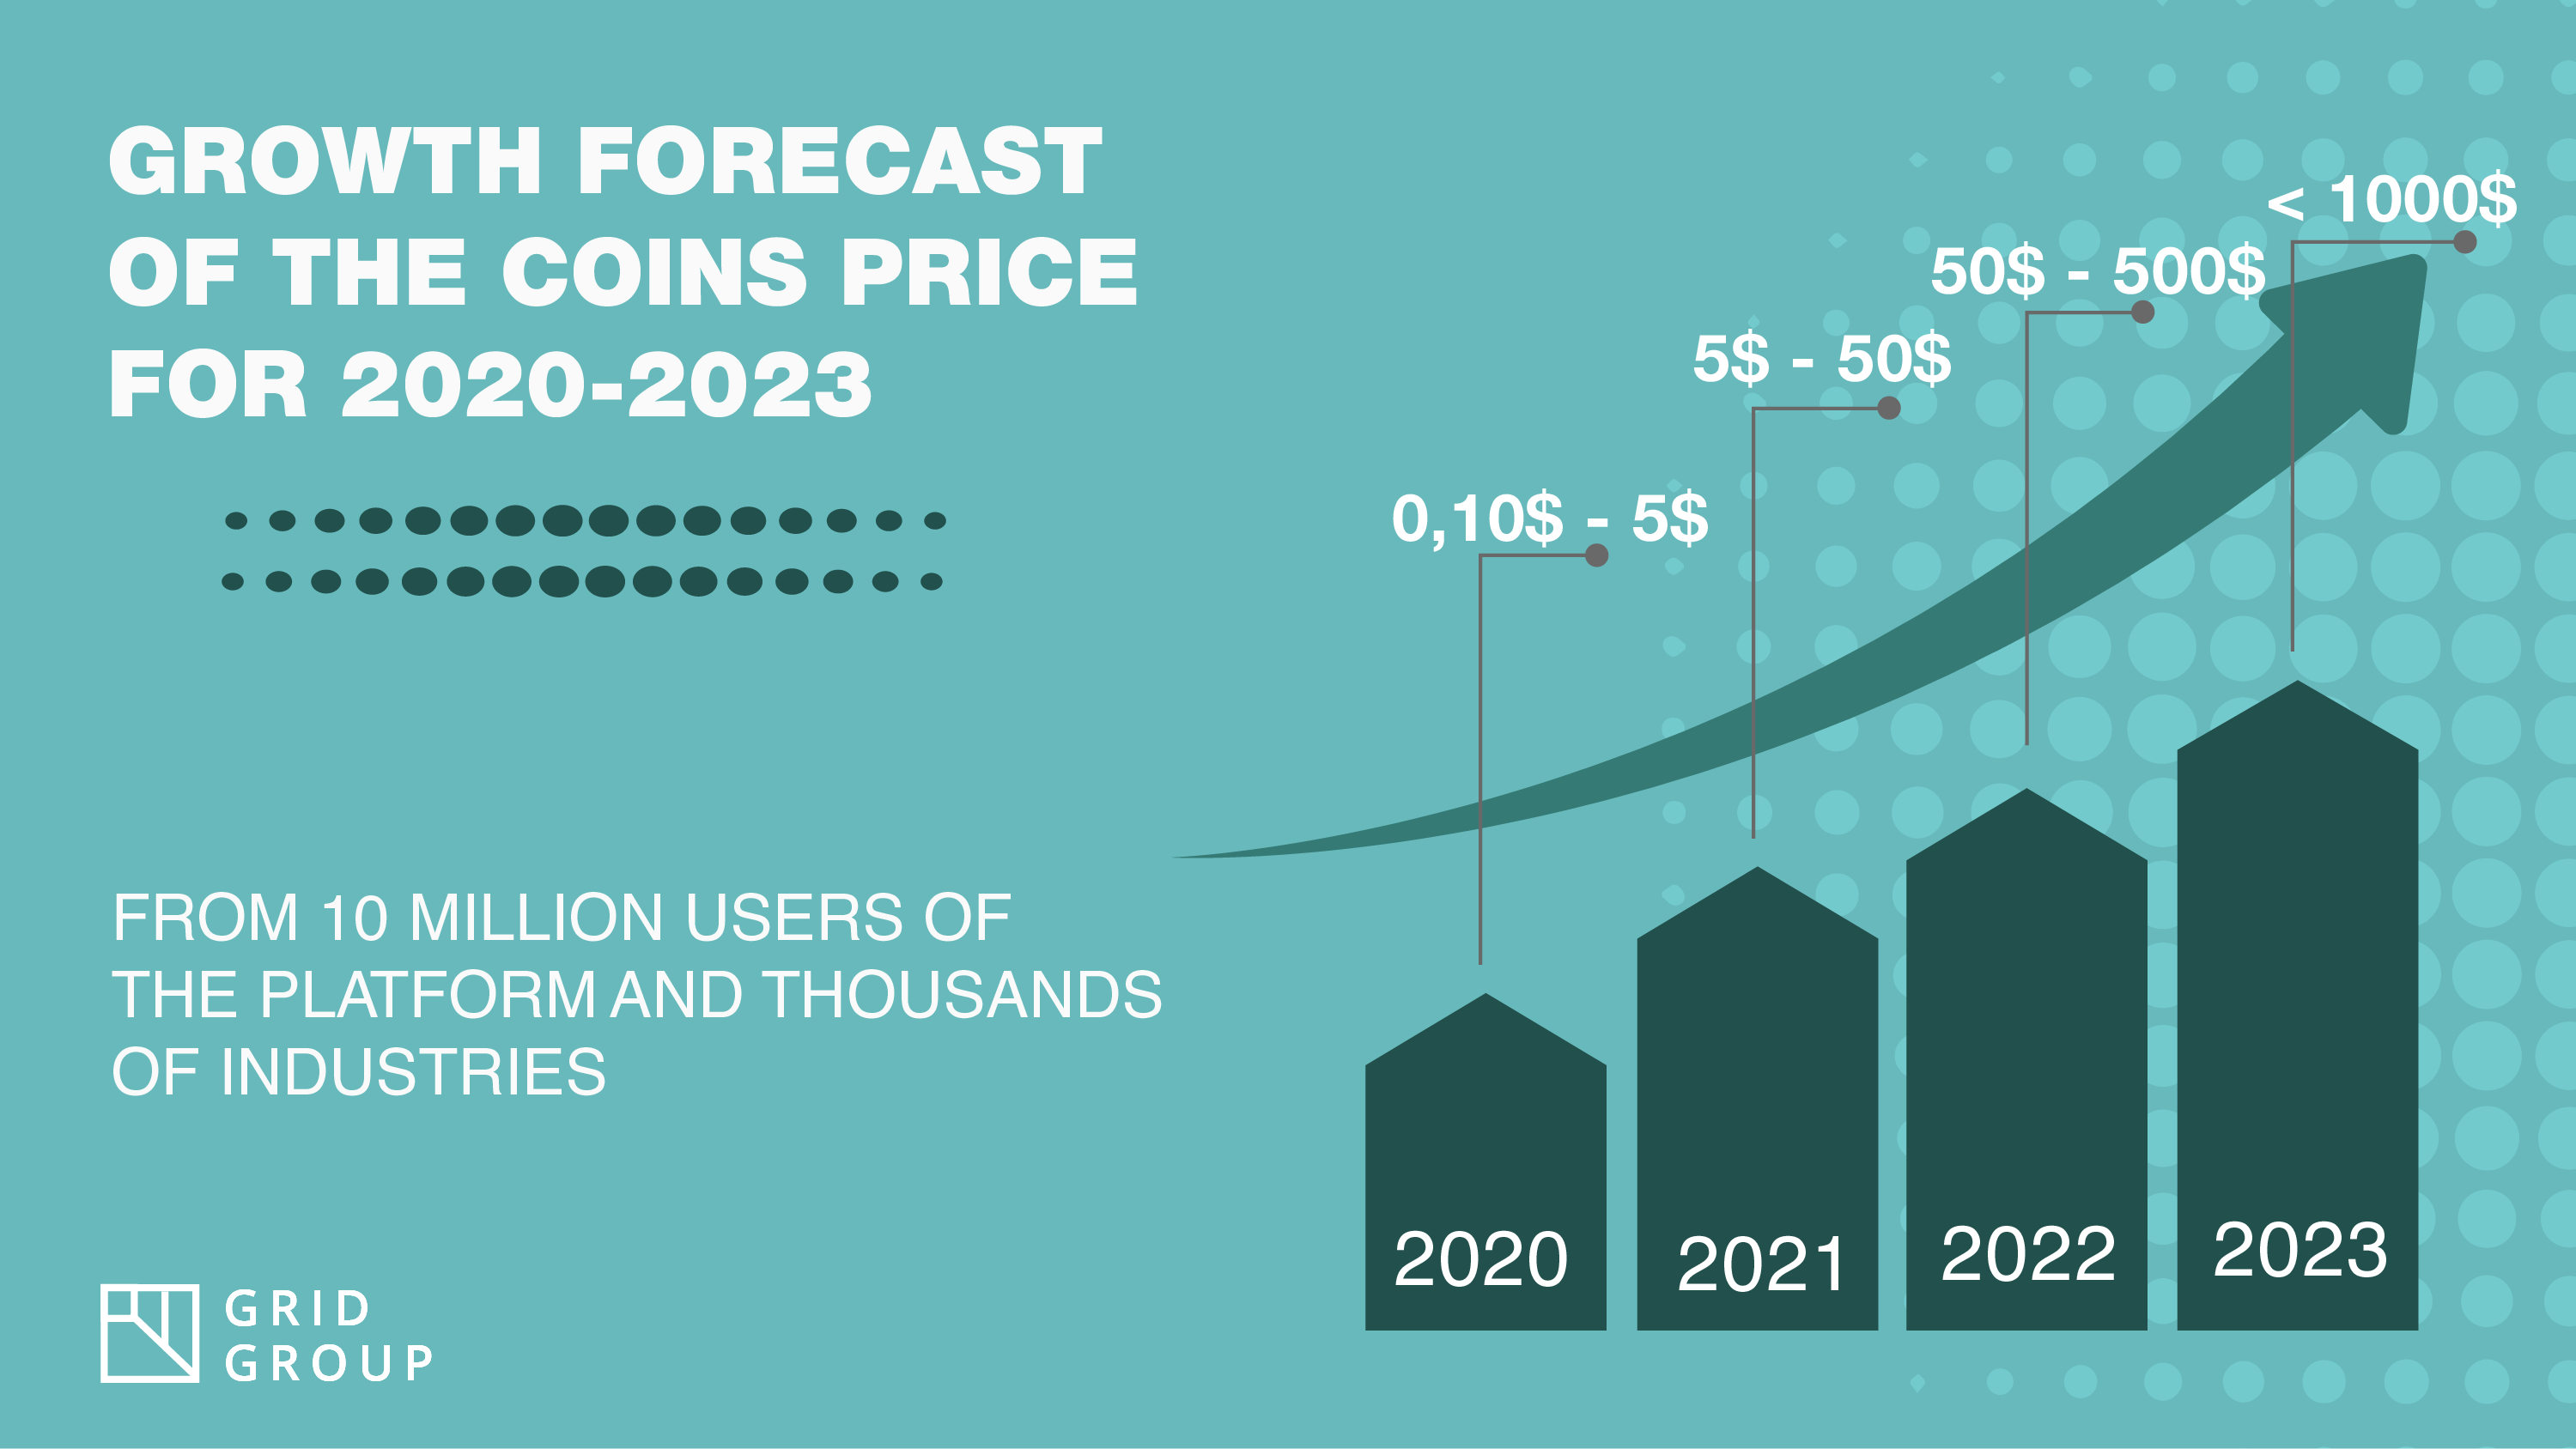 GROWTH FORECAST
OF THE COINS PRICE
FOR 2020-2023
FROM 10 MILLION USERS OF
THE PLATFORM AND THOUSANDS
OF INDUSTRIES
GRID
GROUP
0,10$ - 5$
5$ - 50$
50$ - 500$
< 1000$
2020
2021
2022
2023